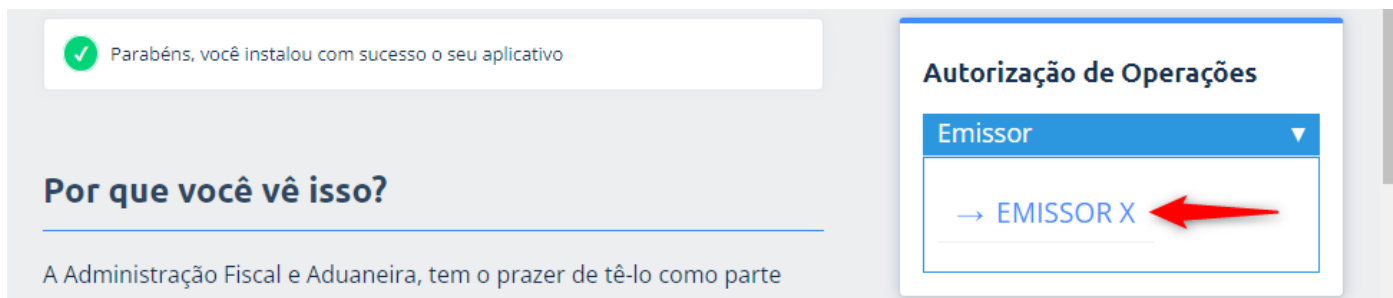 Parabéns, você instalou com sucesso o seu aplicativo
Por que você vê isso?
A Administração Fiscal e Aduaneira, tem o prazer de tê-lo como parte
Autorização de Operações
Emissor ▼
→ EMISSOR X